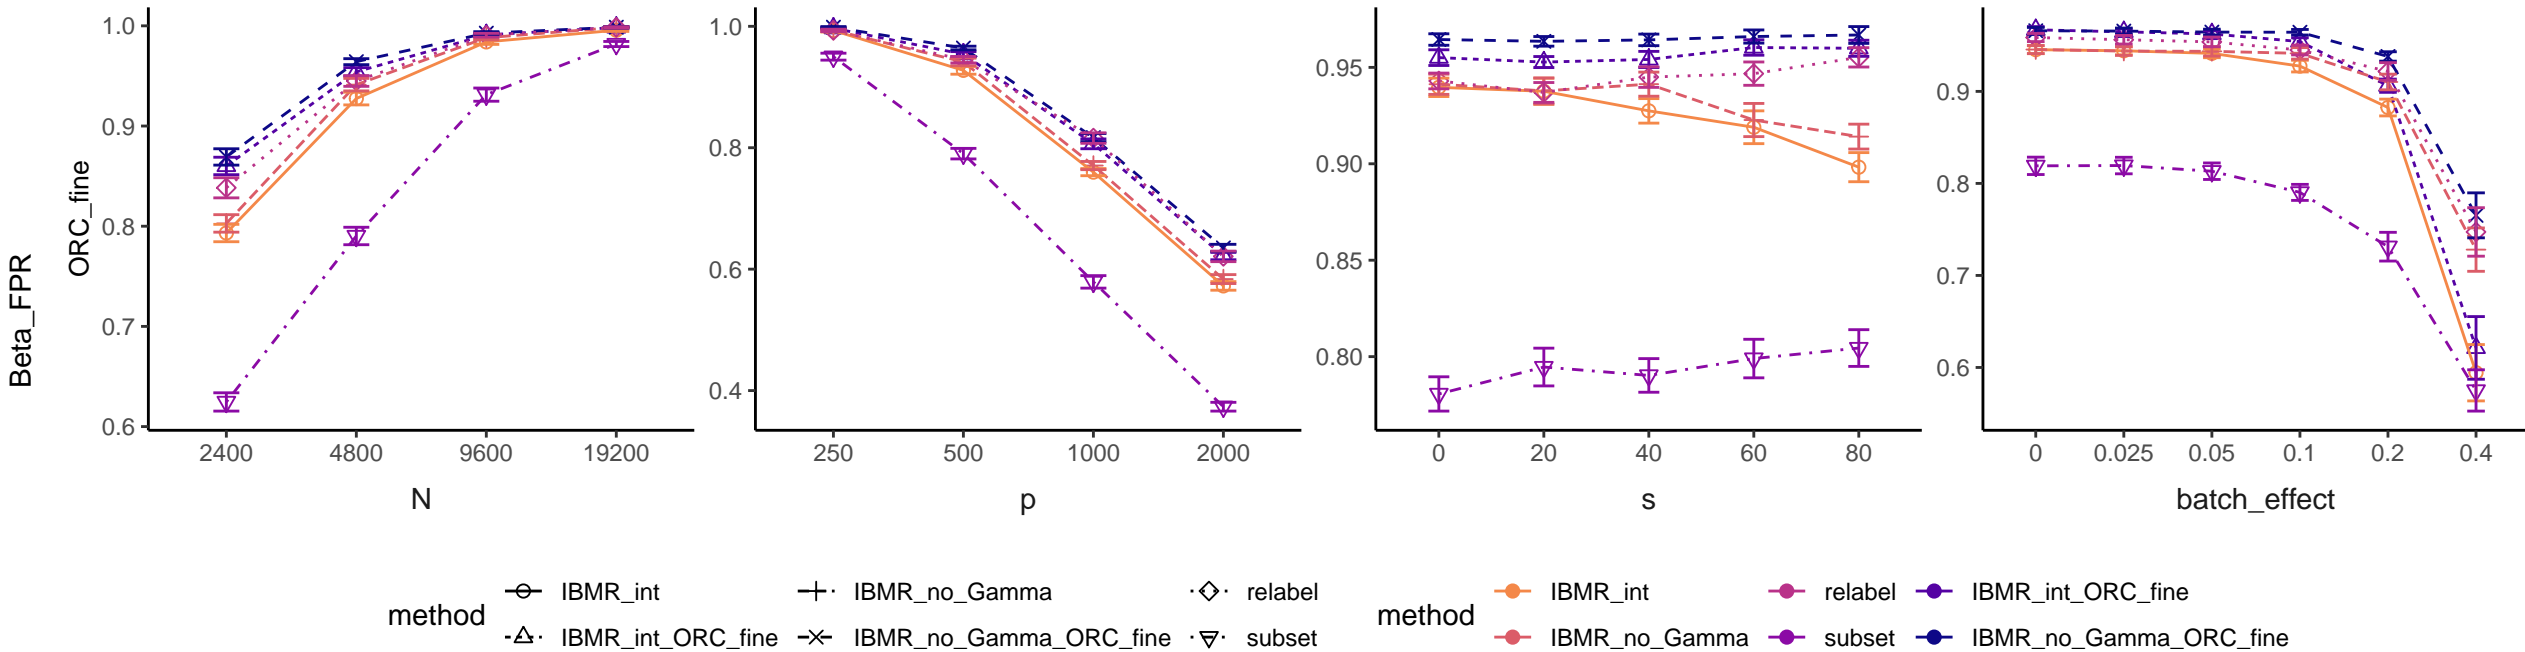 Beta_FPR
ORC_fine
1.0
0.9
0.8
0.7
0.6
2400 4800 9600 19200
N
1.0
0.8
0.6
0.4
250 500 1000 2000
p
0.95
0.90
0.85
0.80
0 20 40 60 80
s
0.9
0.8
0.7
0.6
0 0.025 0.05 0.1 0.2 0.4
batch_effect
method
IBMR_int IBMR_no_Gamma relabel
IBMR_int_ORC_fine IBMR_no_Gamma_ORC_fine subset
method
IBMR_int relabel IBMR_int_ORC_fine
IBMR_no_Gamma subset IBMR_no_Gamma_ORC_fine